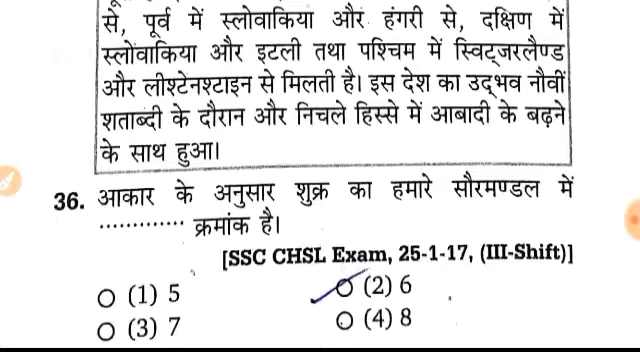 से, पूर्व में स्लोवाकिया और हंगरी से, दक्षिण में
स्लोवाकिया और इटली तथा पश्चिम में स्विट्जरलैण्ड
और लीश्टेनश्टाइन से मिलती है। इस देश का उद्भव नौवीं
शताब्दी के दौरान और निचले हिस्से में आबादी के बढ़ने
के साथ हुआ।
36. आकार के अनुसार शुक्र का हमारे सौरमण्डल में
............. क्रमांक है।
[SSC CHSL Exam, 25-1-17, (III-Shift)]
O (1) 5 O (2) 6
O (3) 7 O (4) 8